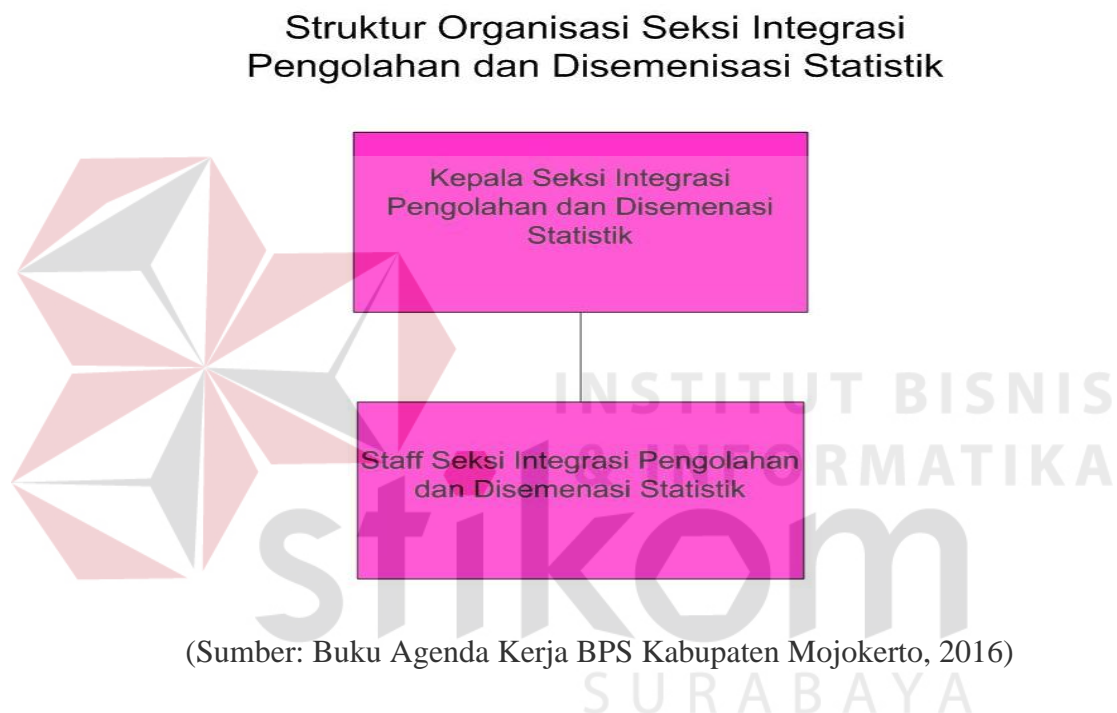 Struktur Organisasi Seksi Integrasi
Pengolahan dan Disemenisasi Statistik
Kepala Seksi Integrasi
Pengolahan dan Disemenasi
Statistik
INSTITUT BISNIS
& INFORMATIKA
Staff Seksi Integrasi Pengolahan
dan Disemenasi Statistik
stikom
(Sumber: Buku Agenda Kerja BPS Kabupaten Mojokerto, 2016)
SURABAYA